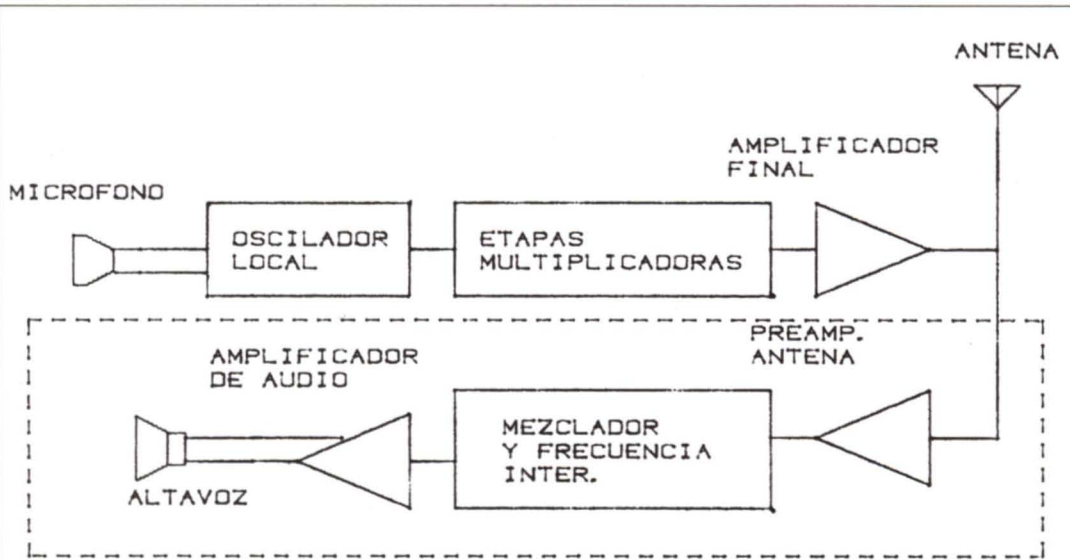 ANTENA
AMPLIFICADOR
FINAL
MICROFONO
OSCILADOR
LOCAL
ETAPAS
MULTIPLICADORAS
PREAMP.
ANTENA
AMPLIFICADOR
DE AUDIO
MEZCLADOR
Y FRECUENCIA
INTER.
ALTAVOZ